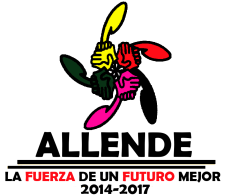 ALLENDE
LA FUERZA DE UN FUTURO MEJOR
2014-2017